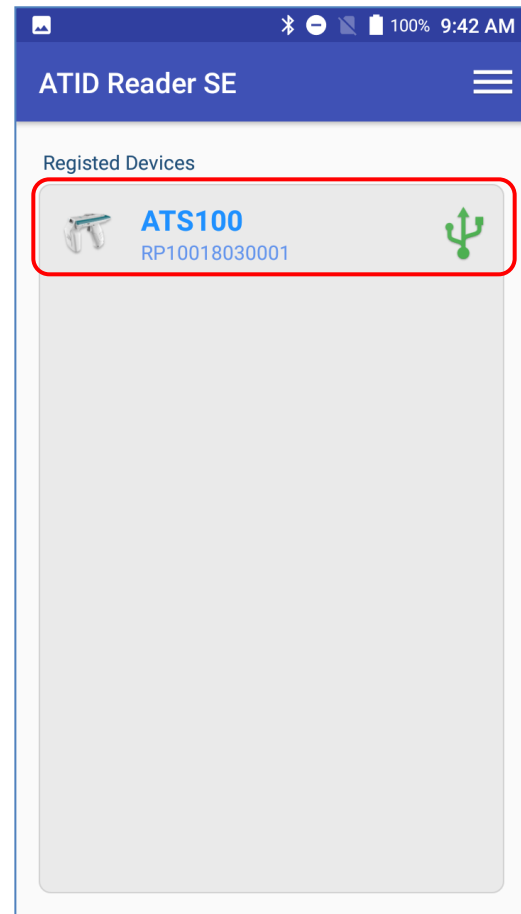 100% 9:42 AM
ATID Reader SE
Registed Devices
ATS100
RP10018030001